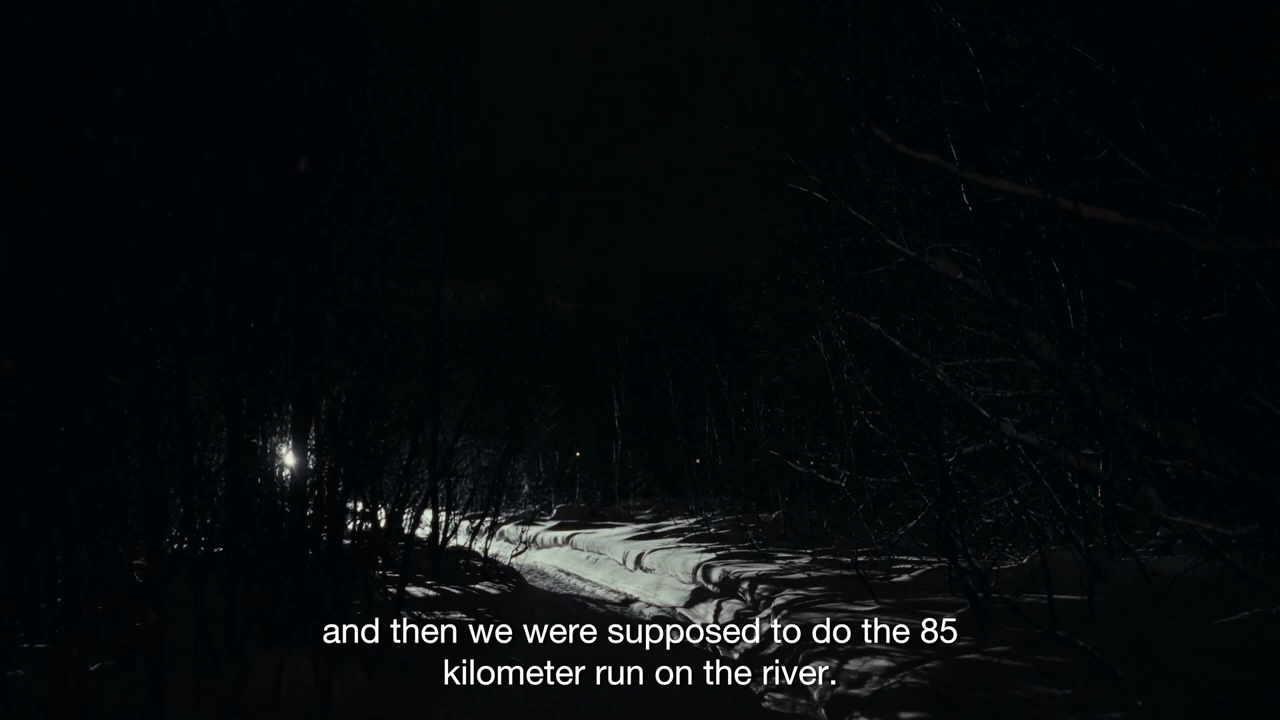 and then we were supposed to do the 85
kilometer run on the river.